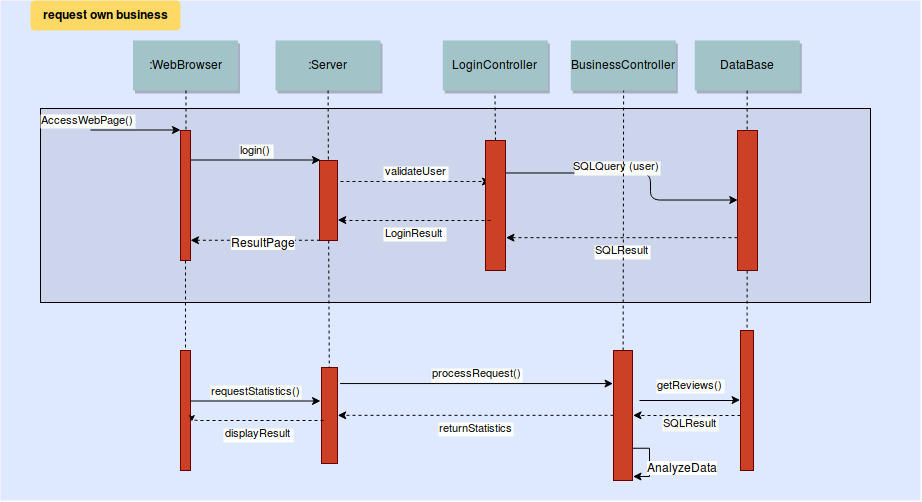 request own business
:WebBrowser
:Server
LoginController
BusinessController
DataBase
AccessWebPage()
login()
validateUser
SQLQuery (user)
LoginResult
ResultPage
SQLResult
processRequest()
requestStatistics()
getReviews()
displayResult
returnStatistics
SQLResult
AnalyzeData